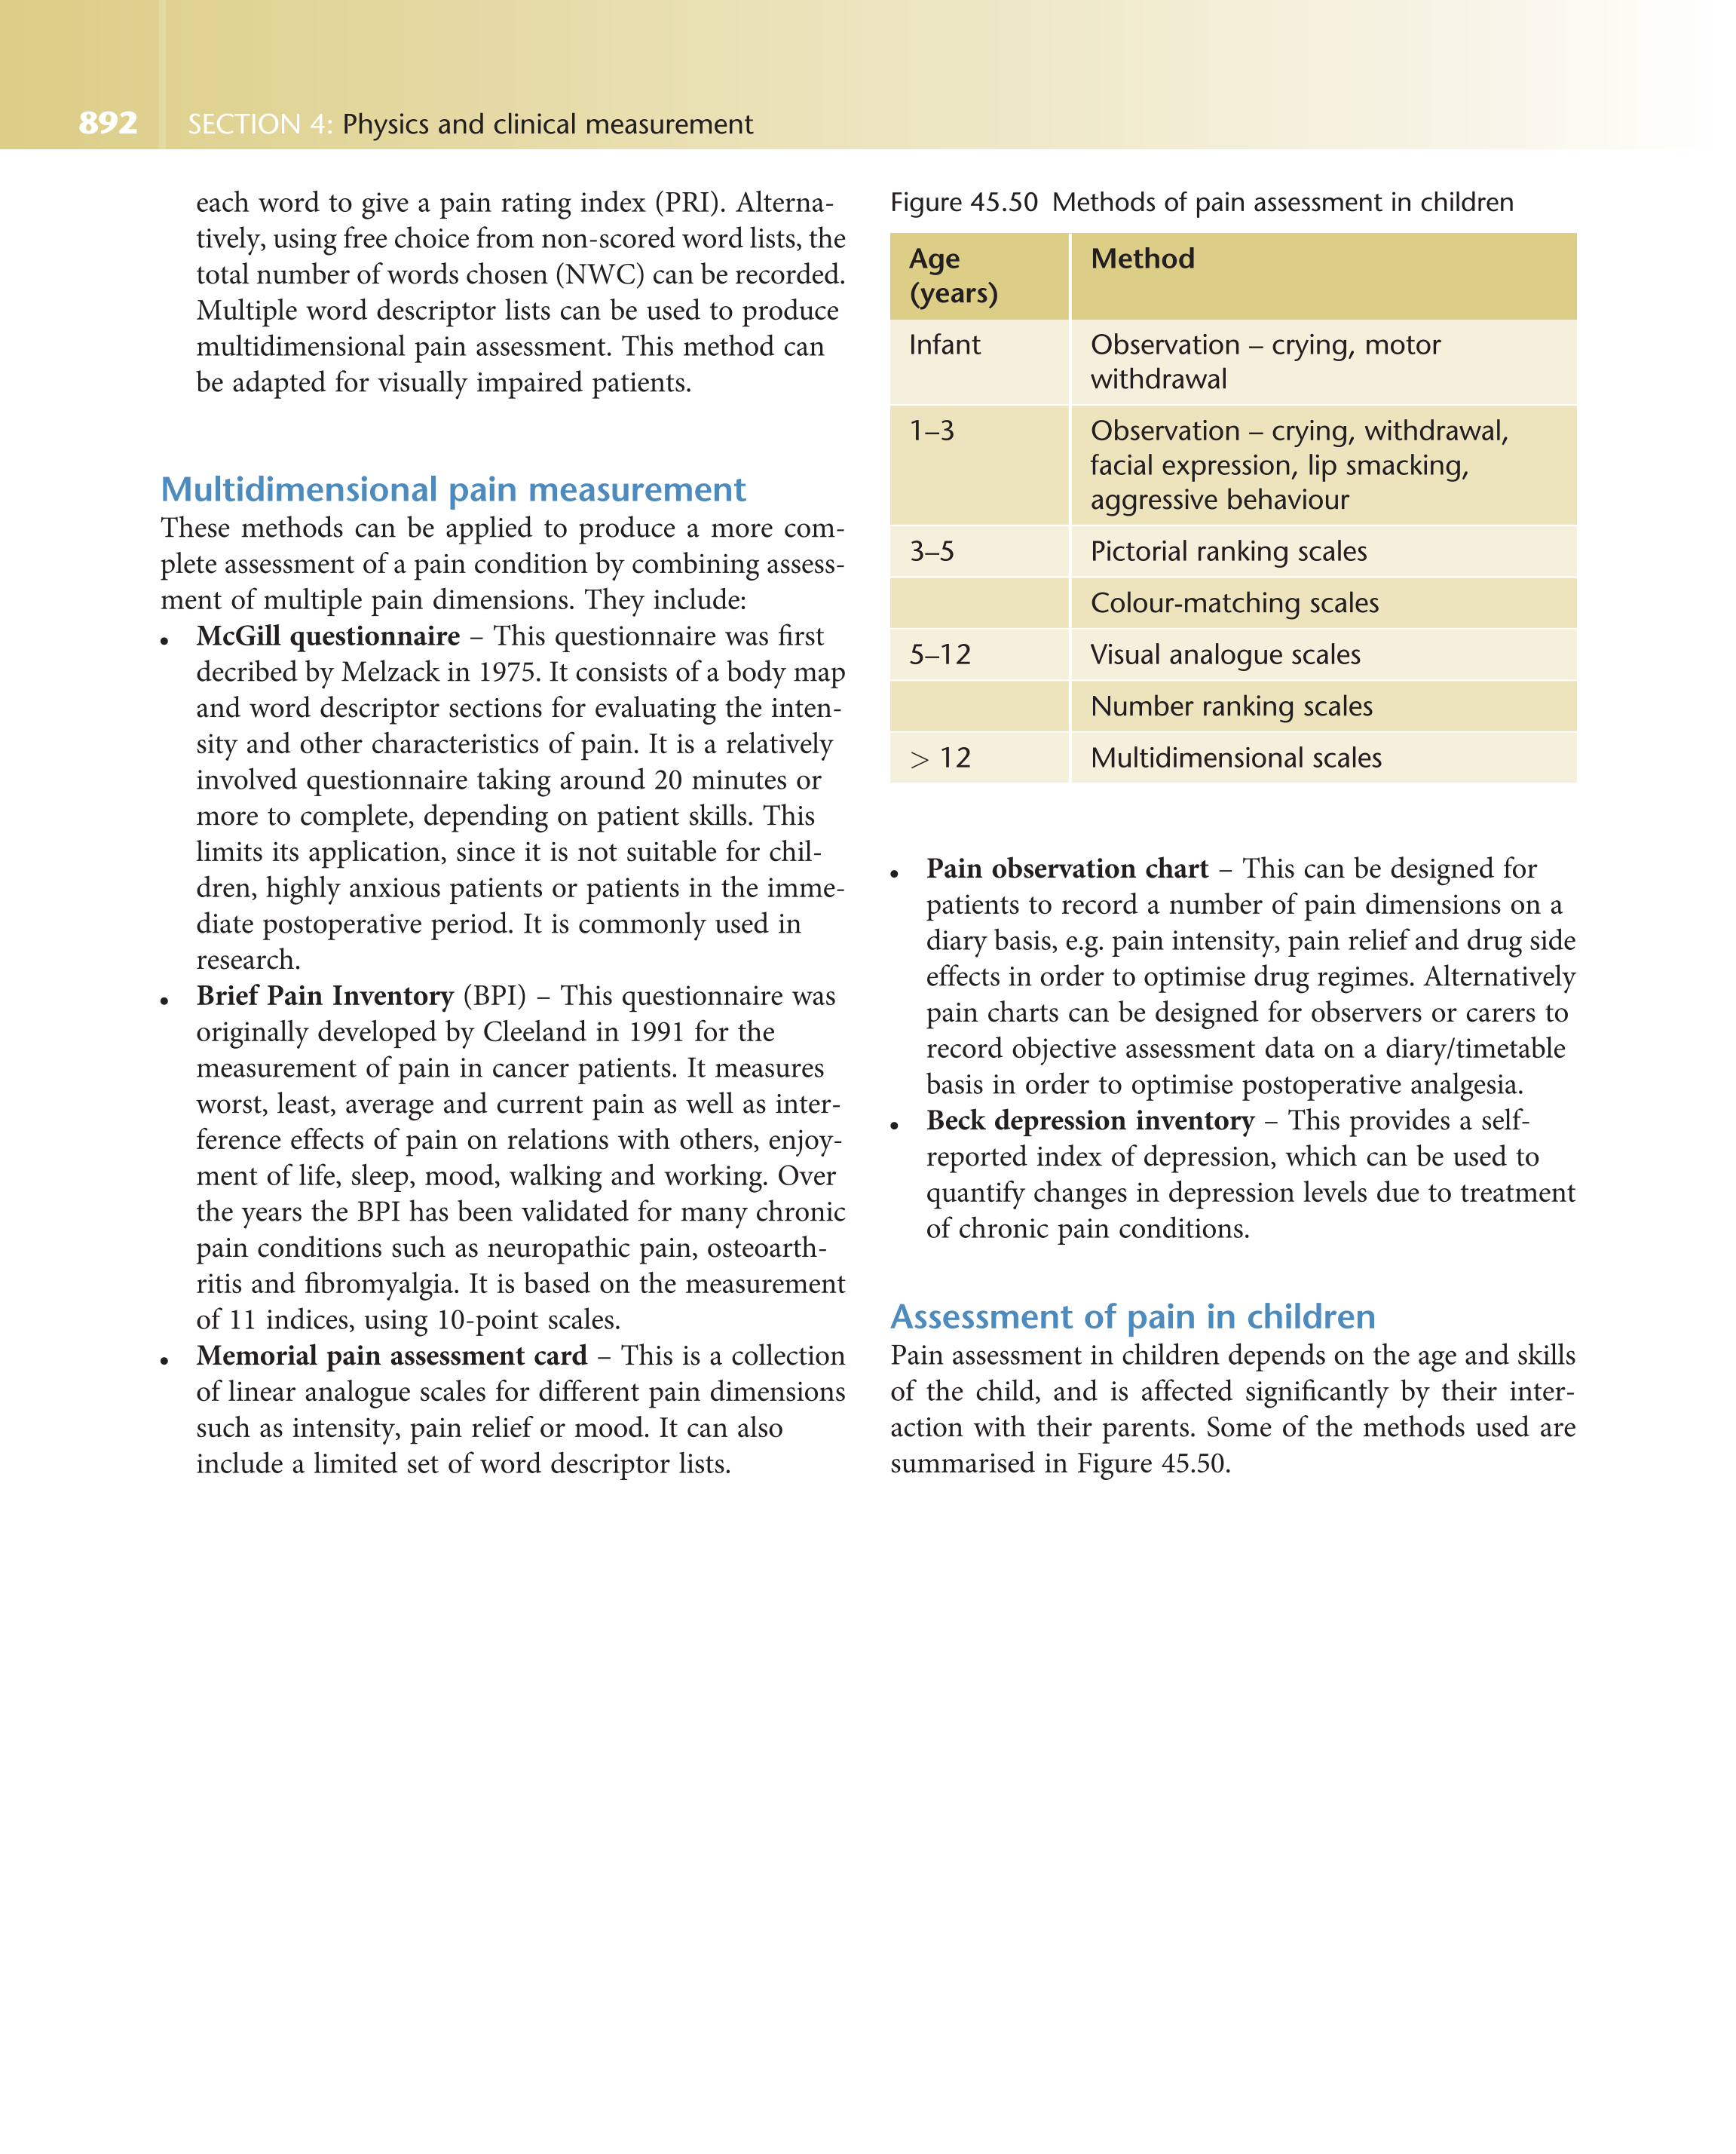 892 SECTION 4: Physics and clinical measurement
each word to give a pain rating index (PRI). Alterna-
tively, using free choice from non-scored word lists, the
total number of words chosen (NWC) can be recorded.
Multiple word descriptor lists can be used to produce
multidimensional pain assessment. This method can
be adapted for visually impaired patients.
Multidimensional pain measurement
These methods can be applied to produce a more com-
plete assessment of a pain condition by combining assess-
ment of multiple pain dimensions. They include:
• McGill questionnaire – This questionnaire was first
decribed by Melzack in 1975. It consists of a body map
and word descriptor sections for evaluating the inten-
sity and other characteristics of pain. It is a relatively
involved questionnaire taking around 20 minutes or
more to complete, depending on patient skills. This
limits its application, since it is not suitable for chil-
dren, highly anxious patients or patients in the imme-
diate postoperative period. It is commonly used in
research.
• Brief Pain Inventory (BPI) – This questionnaire was
originally developed by Cleeland in 1991 for the
measurement of pain in cancer patients. It measures
worst, least, average and current pain as well as inter-
ference effects of pain on relations with others, enjoy-
ment of life, sleep, mood, walking and working. Over
the years the BPI has been validated for many chronic
pain conditions such as neuropathic pain, osteoarth-
ritis and fibromyalgia. It is based on the measurement
of 11 indices, using 10-point scales.
• Memorial pain assessment card – This is a collection
of linear analogue scales for different pain dimensions
such as intensity, pain relief or mood. It can also
include a limited set of word descriptor lists.
Figure 45.50 Methods of pain assessment in children
Age Method
(years)
Infant Observation – crying, motor
withdrawal
1–3 Observation – crying, withdrawal,
facial expression, lip smacking,
aggressive behaviour
3–5 Pictorial ranking scales
Colour-matching scales
5–12 Visual analogue scales
Number ranking scales
> 12 Multidimensional scales
• Pain observation chart – This can be designed for
patients to record a number of pain dimensions on a
diary basis, e.g. pain intensity, pain relief and drug side
effects in order to optimise drug regimes. Alternatively
pain charts can be designed for observers or carers to
record objective assessment data on a diary/timetable
basis in order to optimise postoperative analgesia.
• Beck depression inventory – This provides a self-
reported index of depression, which can be used to
quantify changes in depression levels due to treatment
of chronic pain conditions.
Assessment of pain in children
Pain assessment in children depends on the age and skills
of the child, and is affected significantly by their inter-
action with their parents. Some of the methods used are
summarised in Figure 45.50.